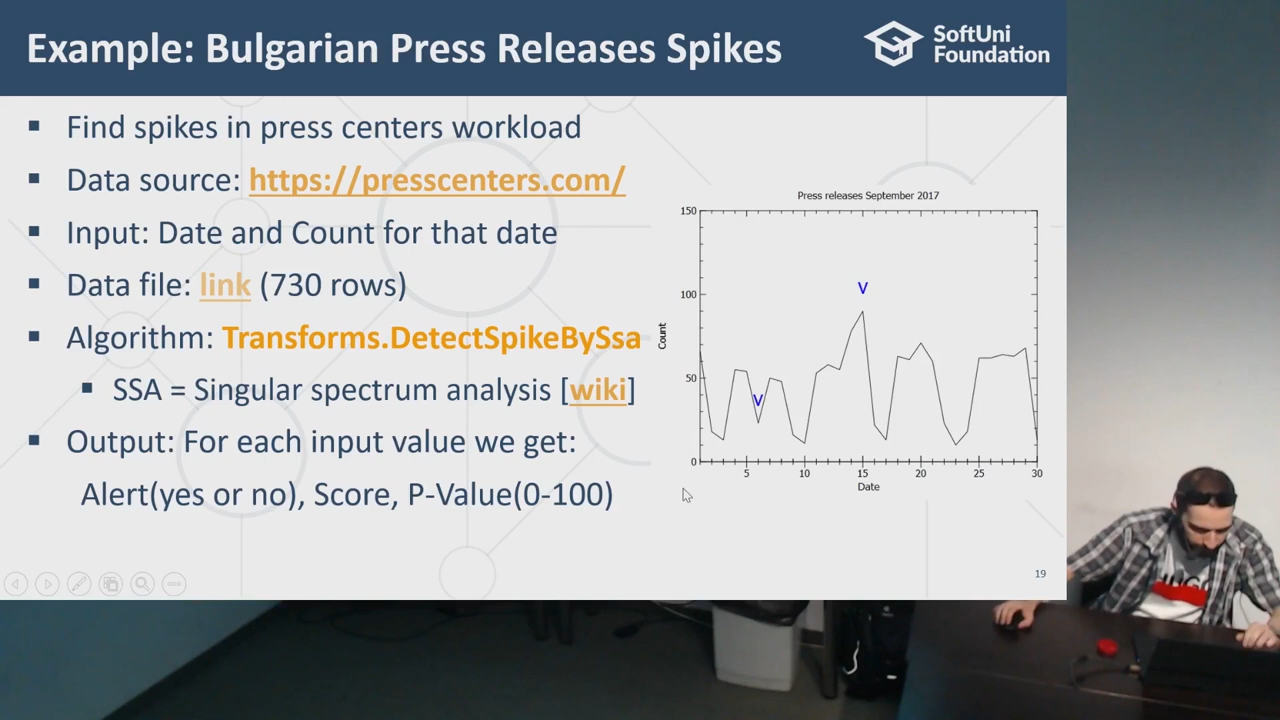 Example: Bulgarian Press Releases Spikes
SoftUni
Foundation
▪ Find spikes in press centers workload
▪ Data source: https://presscenters.com/
▪ Input: Date and Count for that date
▪ Data file: link (730 rows)
▪ Algorithm: Transforms.DetectSpikeBySsa
▪ SSA = Singular spectrum analysis [wiki]
▪ Output: For each input value we get:
Alert(yes or no), Score, P-Value(0-100)
Press releases September 2017
150
100
50
0
Count
V
V
5
10
15
20
25
30
Date
19